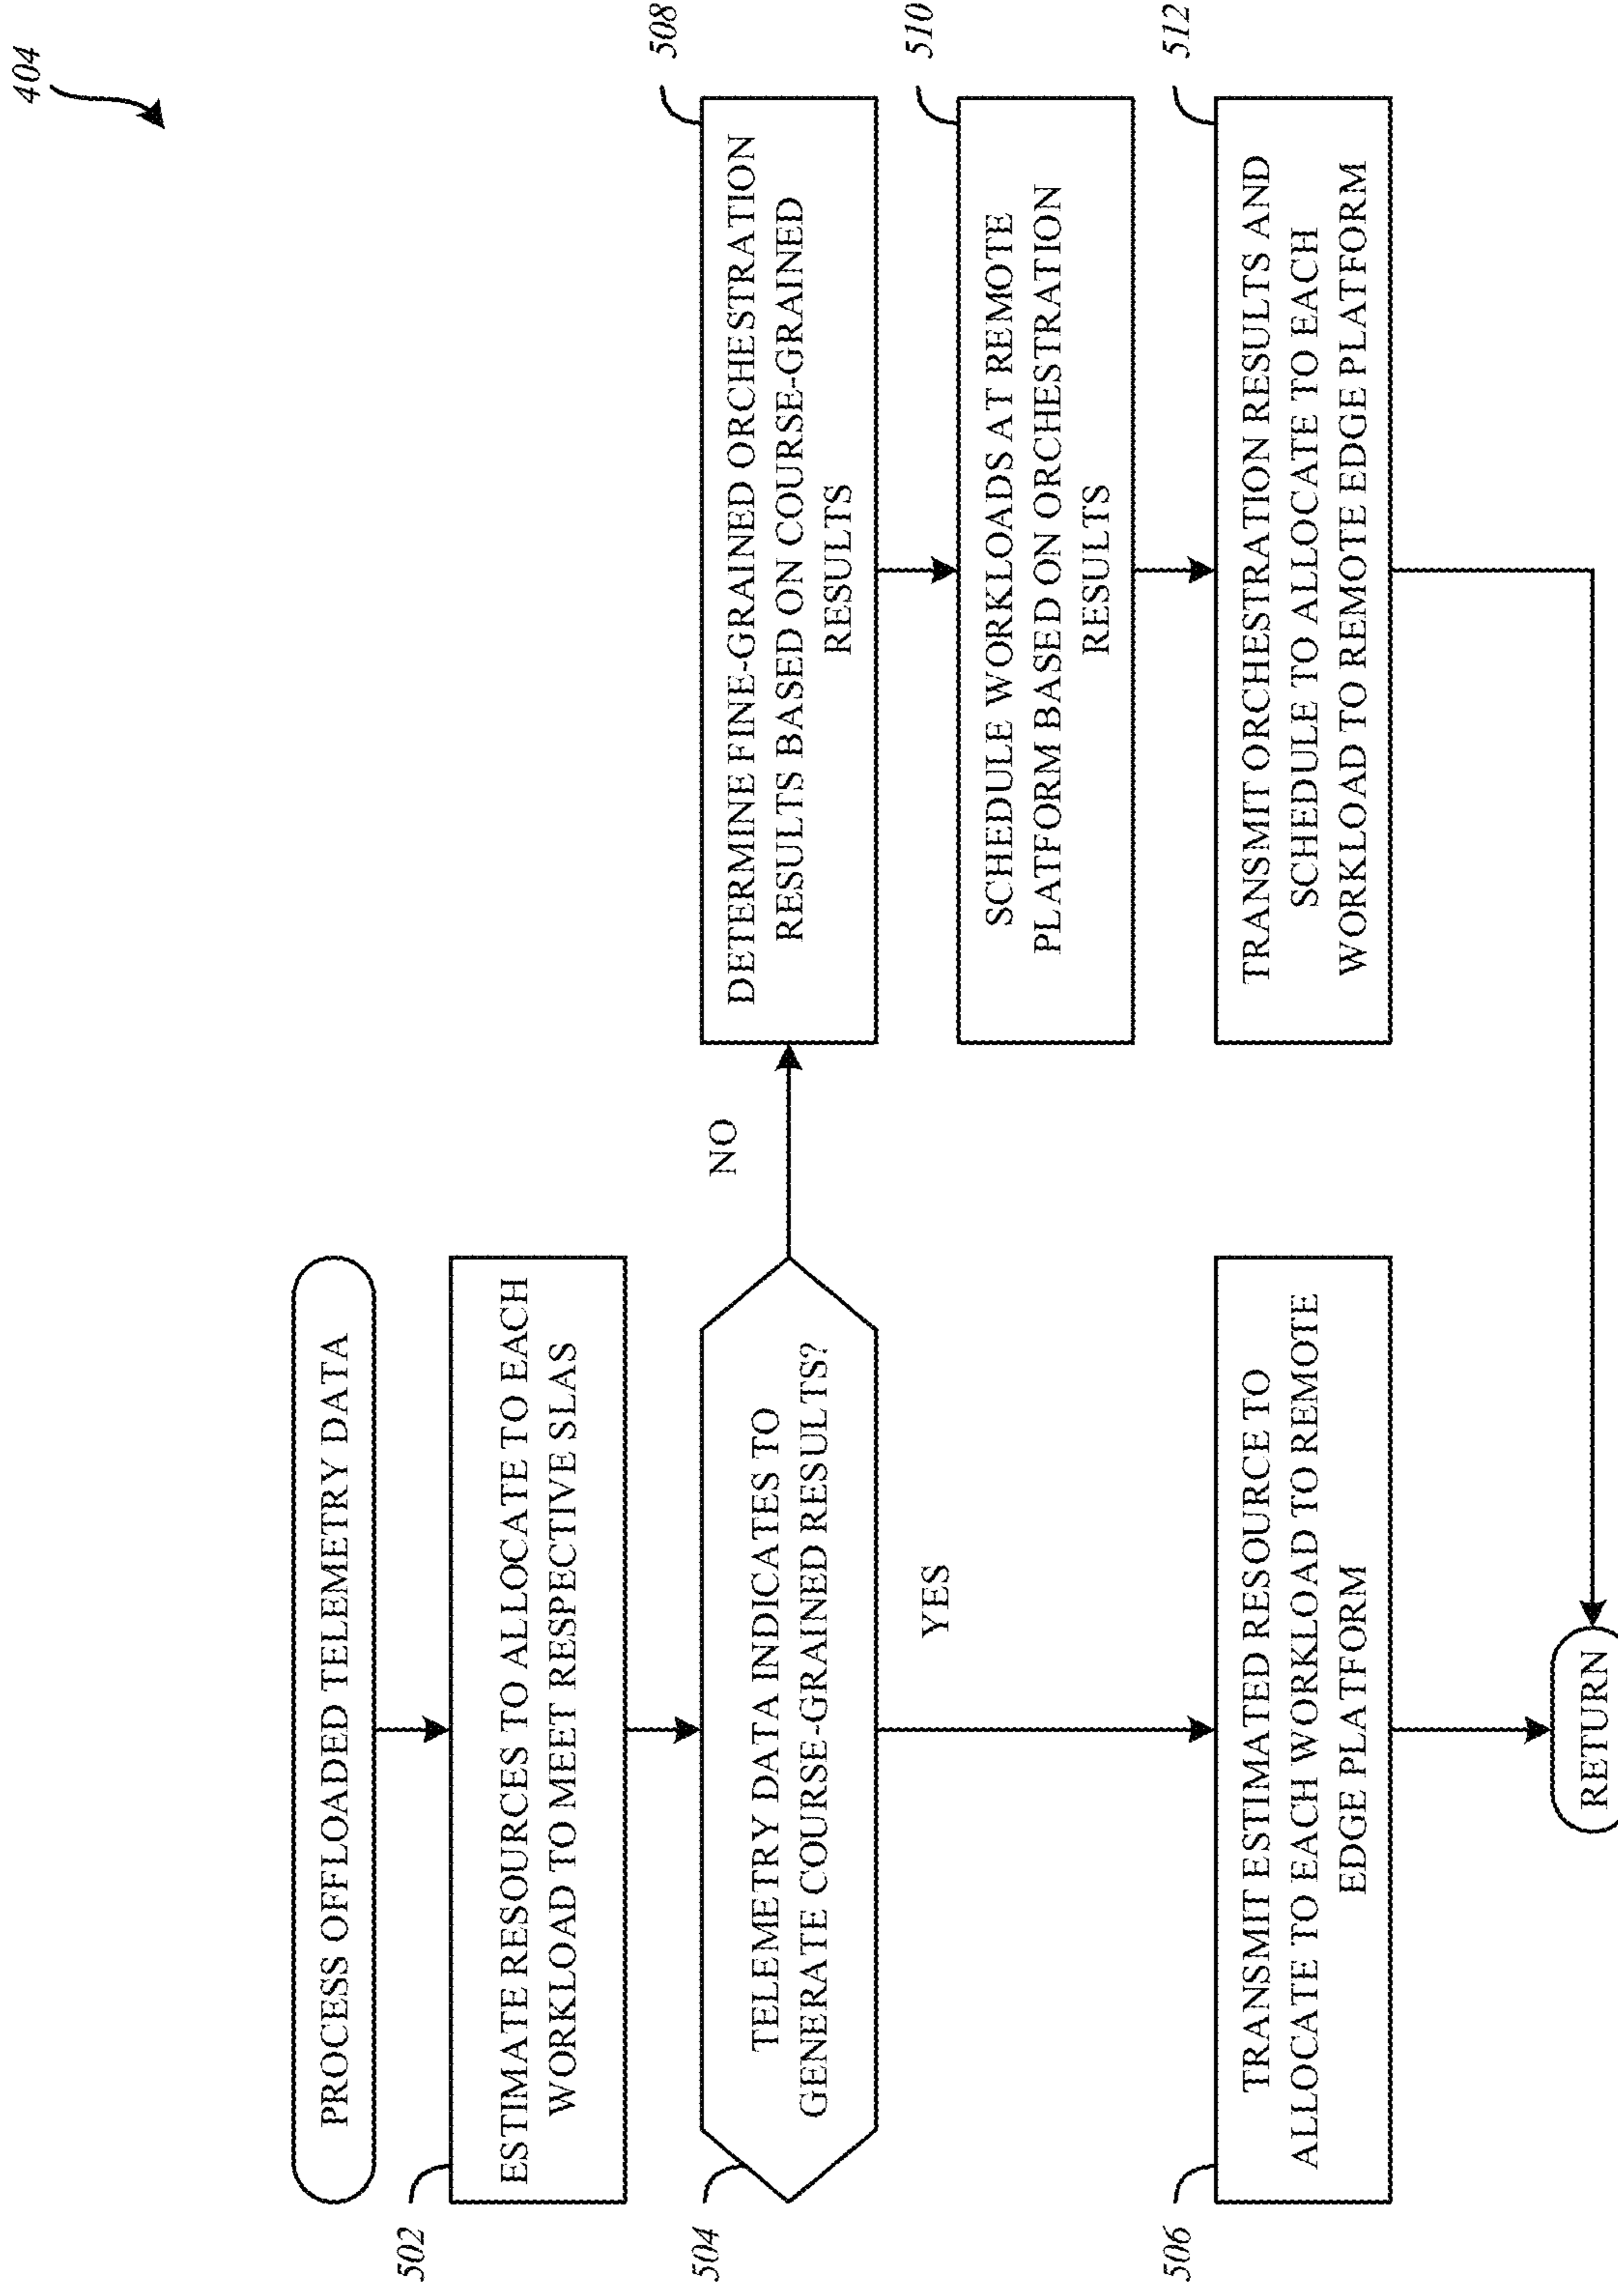 404
PROCESS OFFLOADED TELEMETRY DATA
502
ESTIMATE RESOURCES TO ALLOCATE TO EACH
WORKLOAD TO MEET RESPECTIVE SLAS
504
TELEMETRY DATA INDICATES TO
GENERATE COURSE-GRAINED RESULTS?
NO
YES
508
DETERMINE FINE-GRAINED ORCHESTRATION
RESULTS BASED ON COURSE-GRAINED
RESULTS
510
SCHEDULE WORKLOADS AT REMOTE
PLATFORM BASED ON ORCHESTRATION
RESULTS
506
TRANSMIT ESTIMATED RESOURCE TO
ALLOCATE TO EACH WORKLOAD TO REMOTE
EDGE PLATFORM
512
TRANSMIT ORCHESTRATION RESULTS AND
SCHEDULE TO ALLOCATE TO EACH
WORKLOAD TO REMOTE EDGE PLATFORM
RETURN